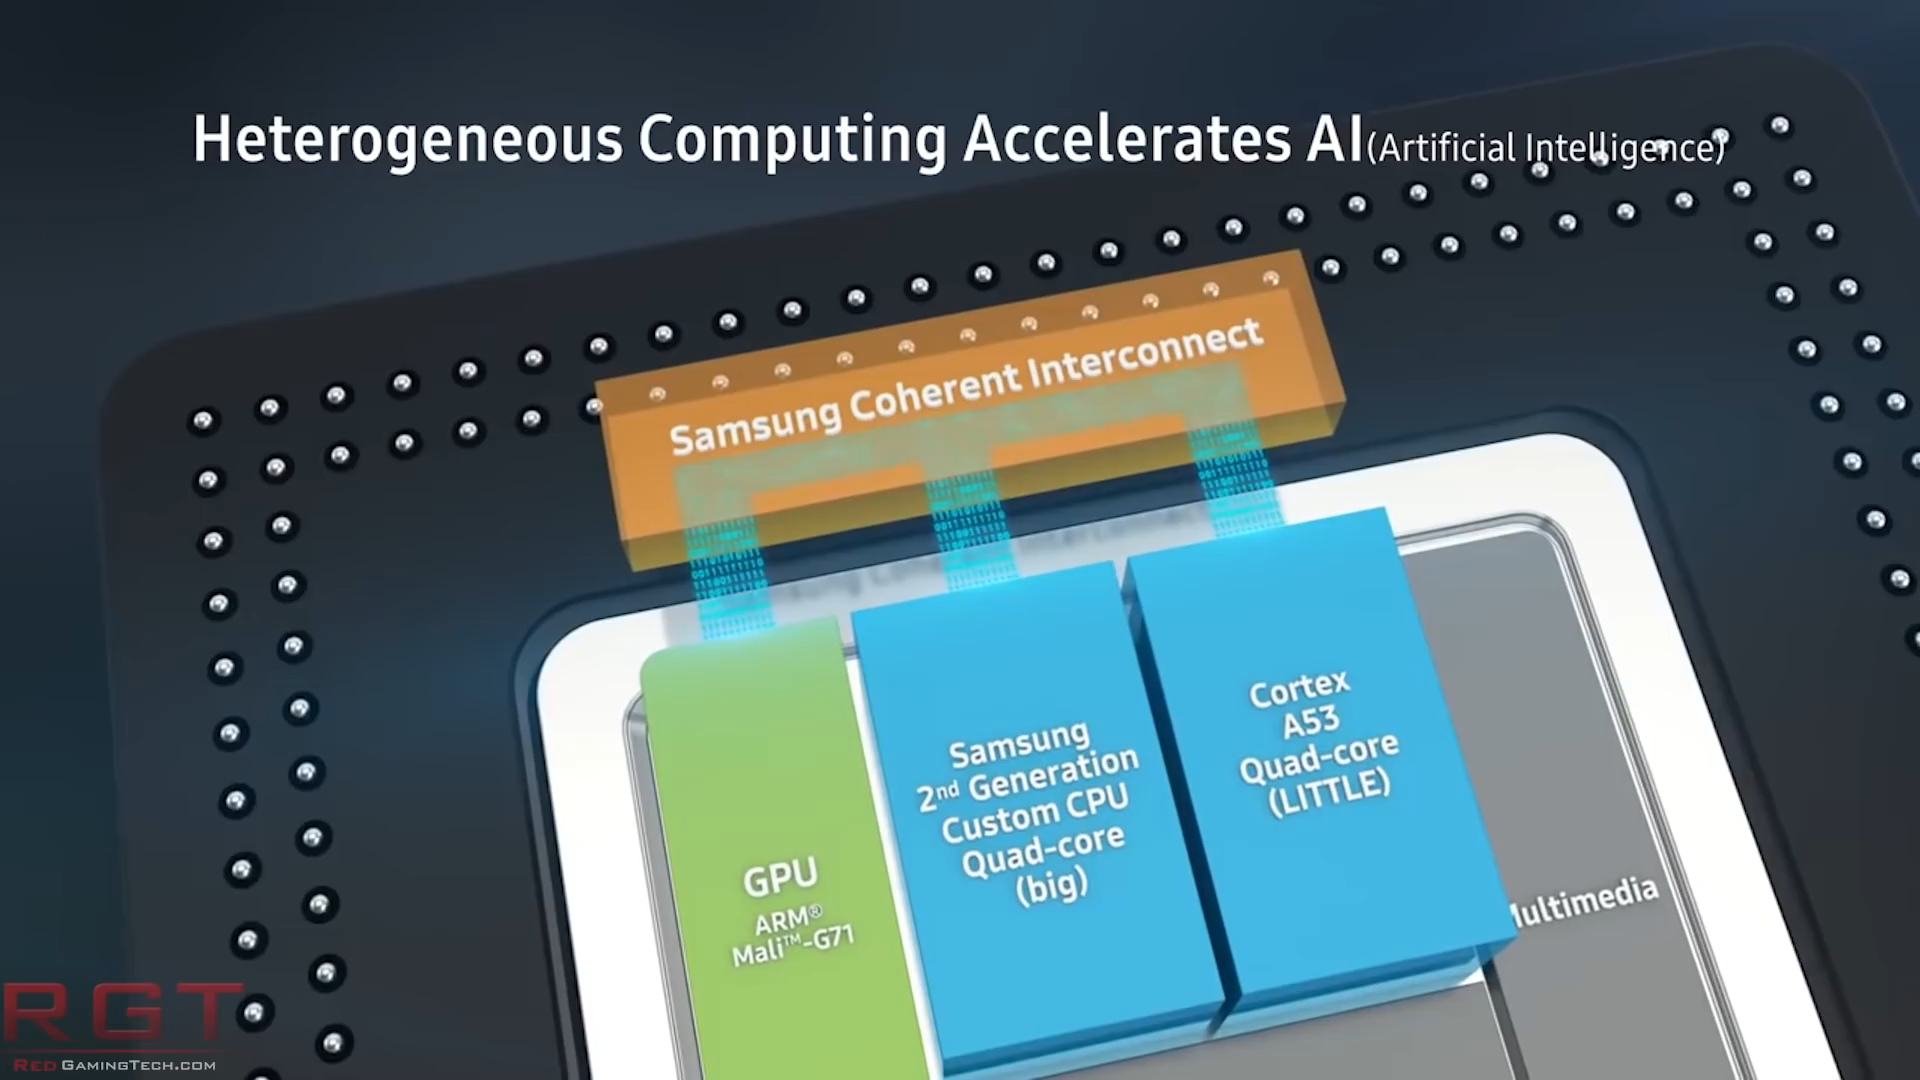 Heterogeneous Computing Accelerates AI(Artificial Intelligence)
Samsung Coherent Interconnect
GPU
ARM®
Mali™-G71
Samsung
2nd Generation
Custom CPU
Quad-core
(big)
Cortex
A53
Quad-core
(LITTLE)
Multimedia
RGT
RedGamingTech.com